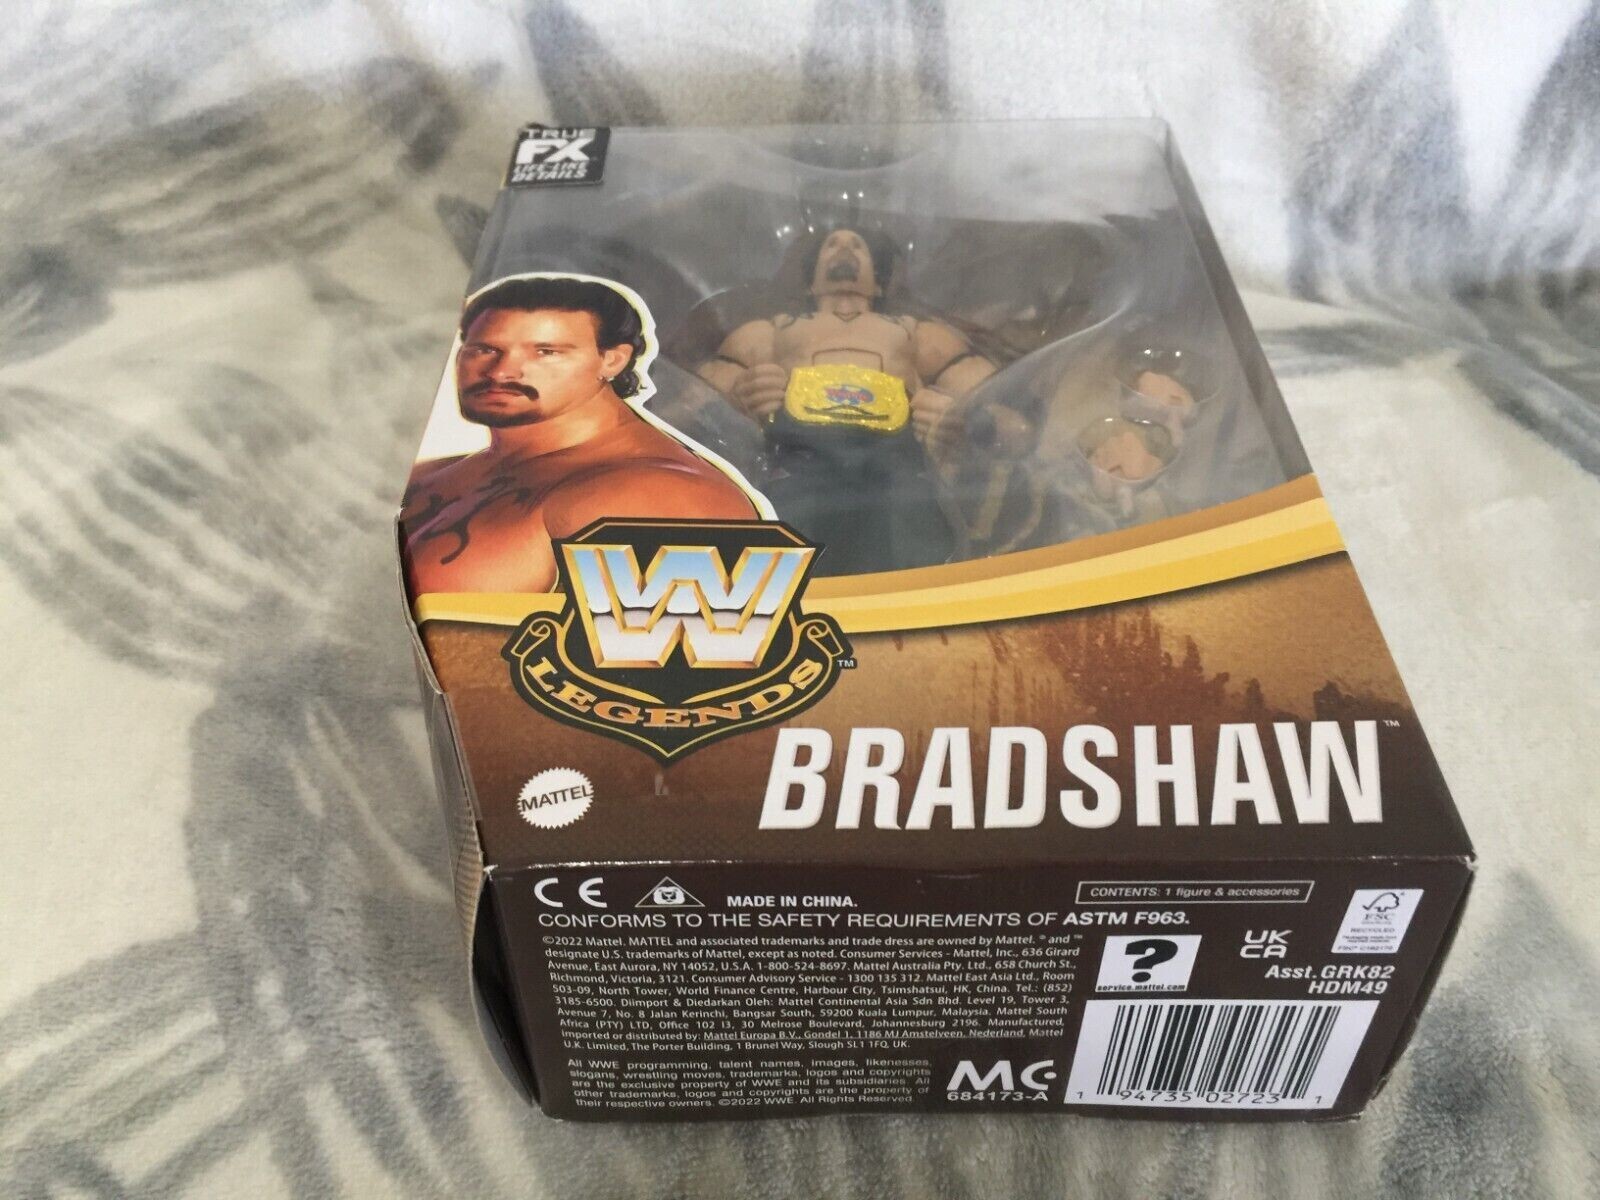 TRUE
FX
LIFE-LIKE
DETAILS
LEGENDS™
BRADSHAW™
MATTEL
CE
MADE IN CHINA.
CONTENTS: 1 figure & accessories
CONFORMS TO THE SAFETY REQUIREMENTS OF ASTM F963.
©2022 Mattel. MATTEL and associated trademarks and trade dress are owned by Mattel. ® and ™
designate U.S. trademarks of Mattel, except as noted. Consumer Services - Mattel, Inc., 636 Girard
Avenue, East Aurora, NY 14052, U.S.A. 1-800-524-8697. Mattel Australia Pty. Ltd., 658 Church St.,
Richmond, Victoria, 3121. Consumer Advisory Service - 1300 135 312. Mattel East Asia Ltd., Room
503-09, North Tower, World Finance Centre, Harbour City, Tsimshatsui, HK, China. Tel.: (852)
3185-6500. Diimport & Diedarkan Oleh: Mattel Continental Asia Sdn Bhd. Level 19, Tower 3,
Avenue 7, No. 8 Jalan Kerinchi, Bangsar South, 59200 Kuala Lumpur, Malaysia. Mattel South
Africa (PTY) LTD, Office 102 I3, 30 Melrose Boulevard, Johannesburg 2196. Manufactured,
imported or distributed by: Mattel Europa B.V., Gondel 1, 1186 MJ Amstelveen, Nederland. Mattel
U.K. Limited, The Porter Building, 1 Brunel Way, Slough SL1 1FQ, UK.
All WWE programming, talent names, images, likenesses,
slogans, wrestling moves, trademarks, logos and copyrights
are the exclusive property of WWE and its subsidiaries. All
other trademarks, logos and copyrights are the property of
their respective owners. ©2022 WWE. All Rights Reserved.
MC
684173-A
?
service.mattel.com
UK
CA
FSC
RECYCLED
Asst. GRK82
HDM49
1 94735 02723 1